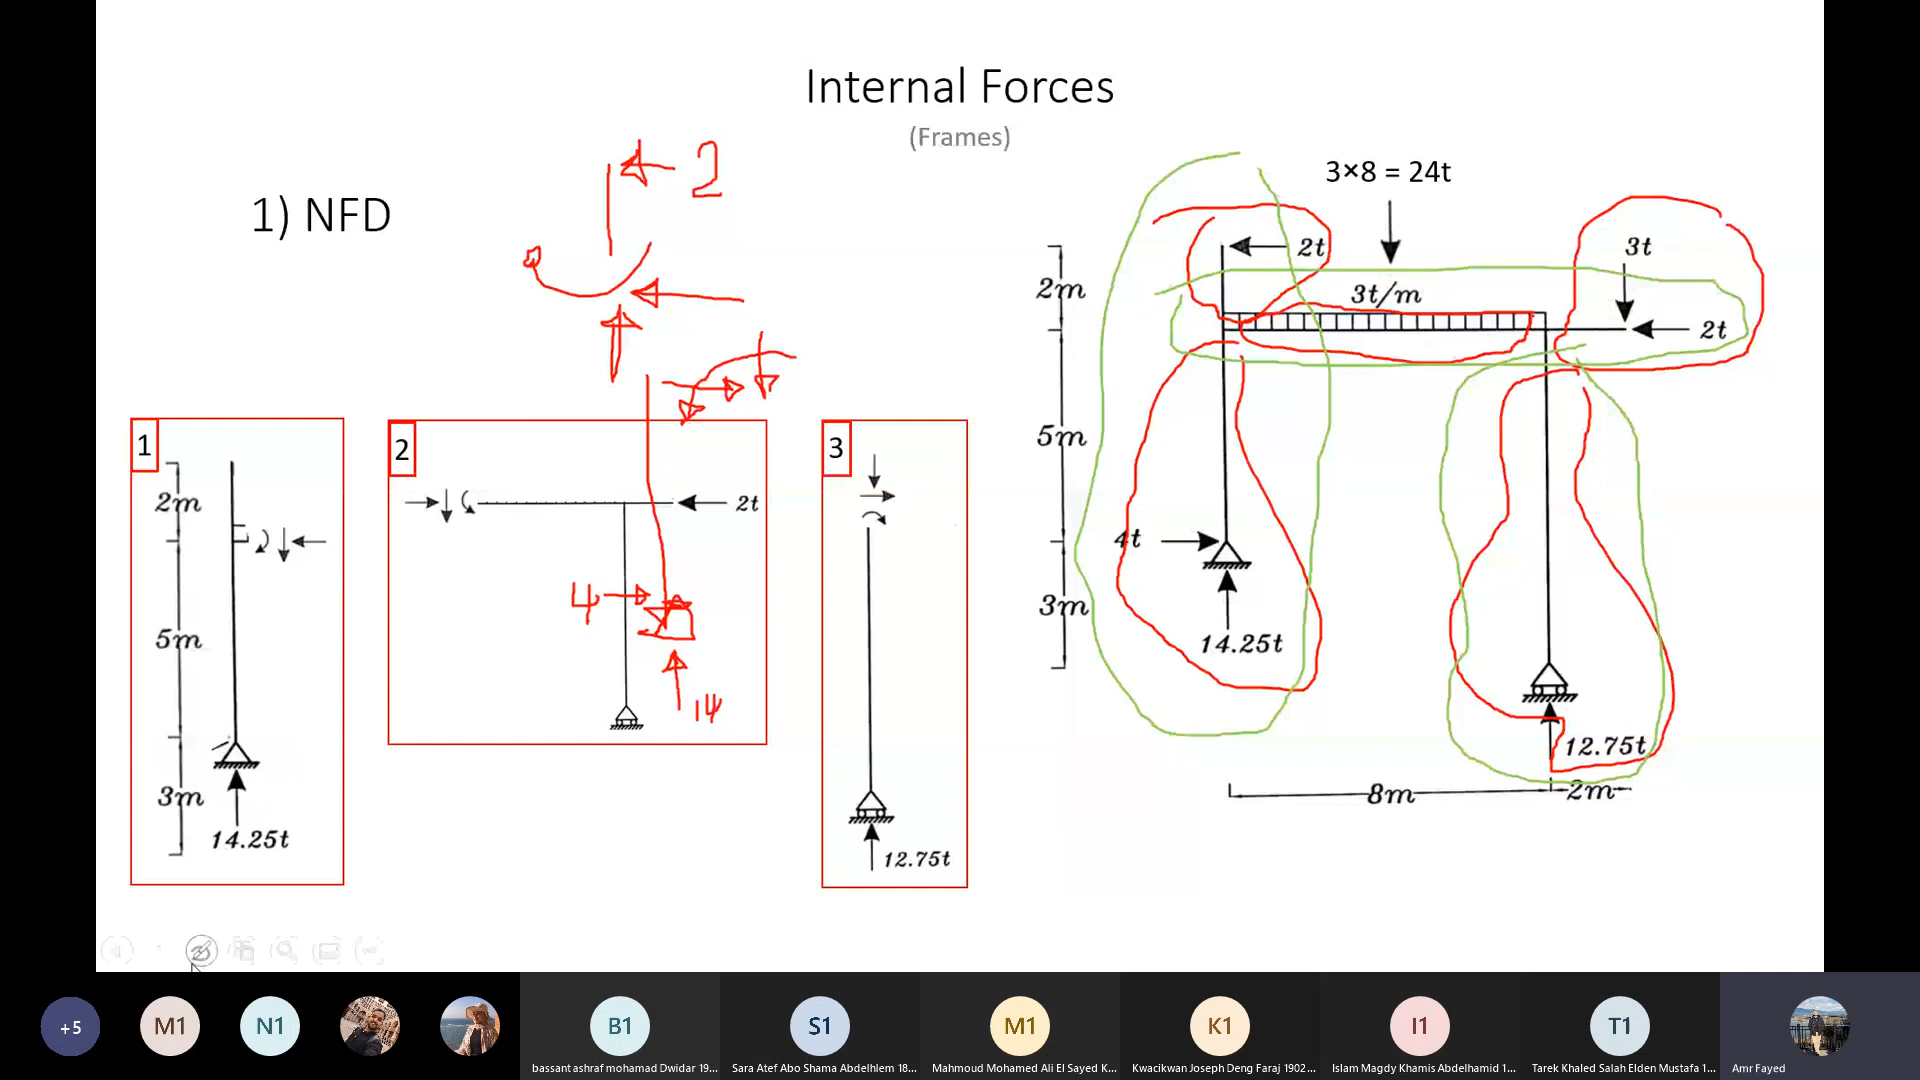 Internal Forces
(Frames)
1) NFD
2
3×8 = 24t
2t
3t
2m
3t/m
2t
5m
4t
3m
14.25t
12.75t
8m
2m
1
2m
5m
3m
14.25t
2
2t
4
14
3
12.75t
+5
M1
N1
B1
bassant ashraf mohamad Dwidar 19...
S1
Sara Atef Abo Shama Abdelhlem 18...
M1
Mahmoud Mohamed Ali El Sayed K...
K1
Kwacikwan Joseph Deng Faraj 1902...
I1
Islam Magdy Khamis Abdelhamid 1...
T1
Tarek Khaled Salah Elden Mustafa 1...
Amr Fayed